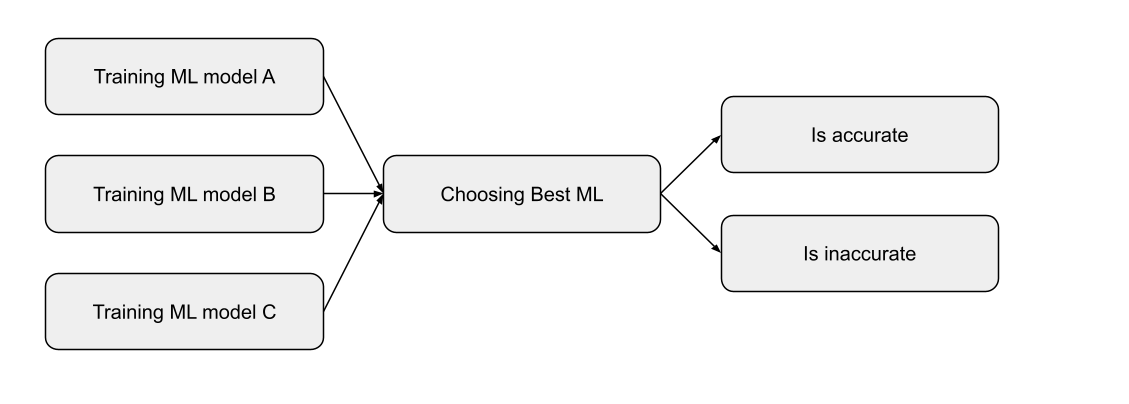 Training ML model A
Training ML model B
Training ML model C
Choosing Best ML
Is accurate
Is inaccurate